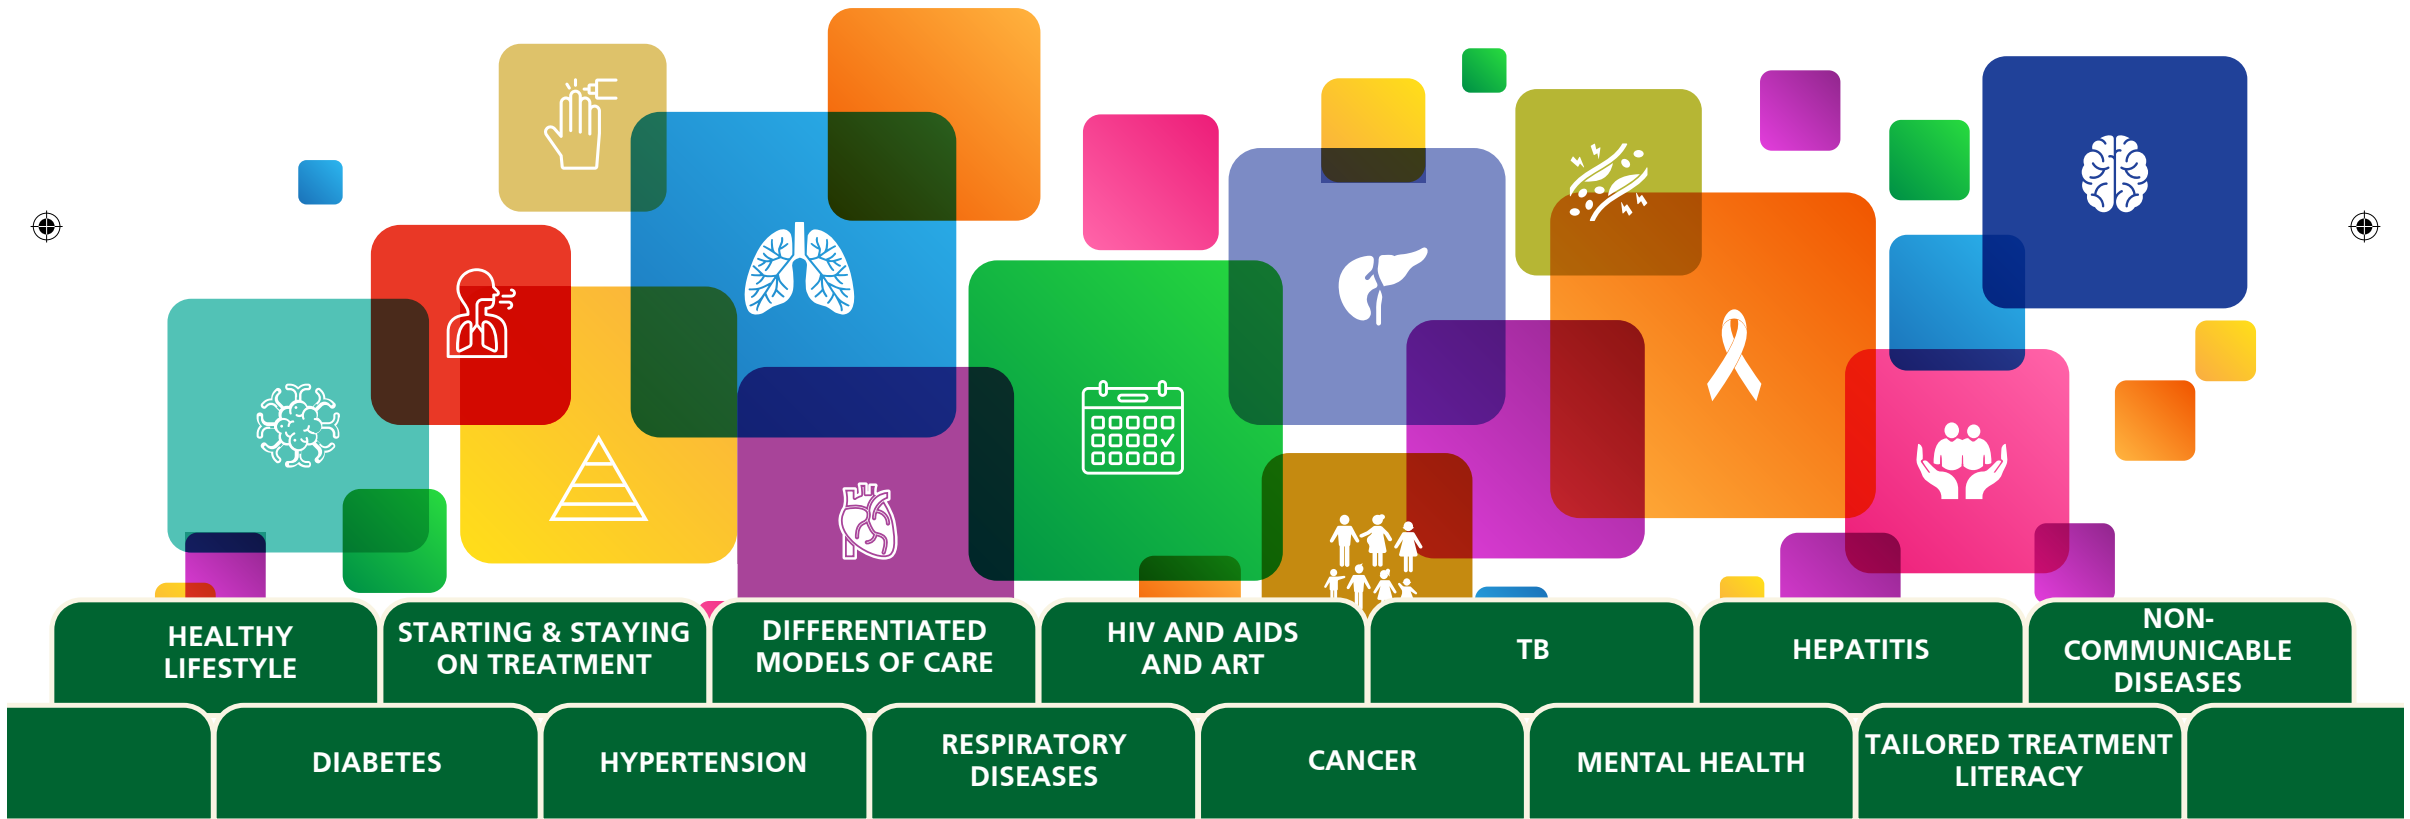 HEALTHY
LIFESTYLE
STARTING & STAYING
ON TREATMENT
DIFFERENTIATED
MODELS OF CARE
HIV AND AIDS
AND ART
TB
HEPATITIS
NON-
COMMUNICABLE
DISEASES
DIABETES
HYPERTENSION
RESPIRATORY
DISEASES
CANCER
MENTAL HEALTH
TAILORED TREATMENT
LITERACY